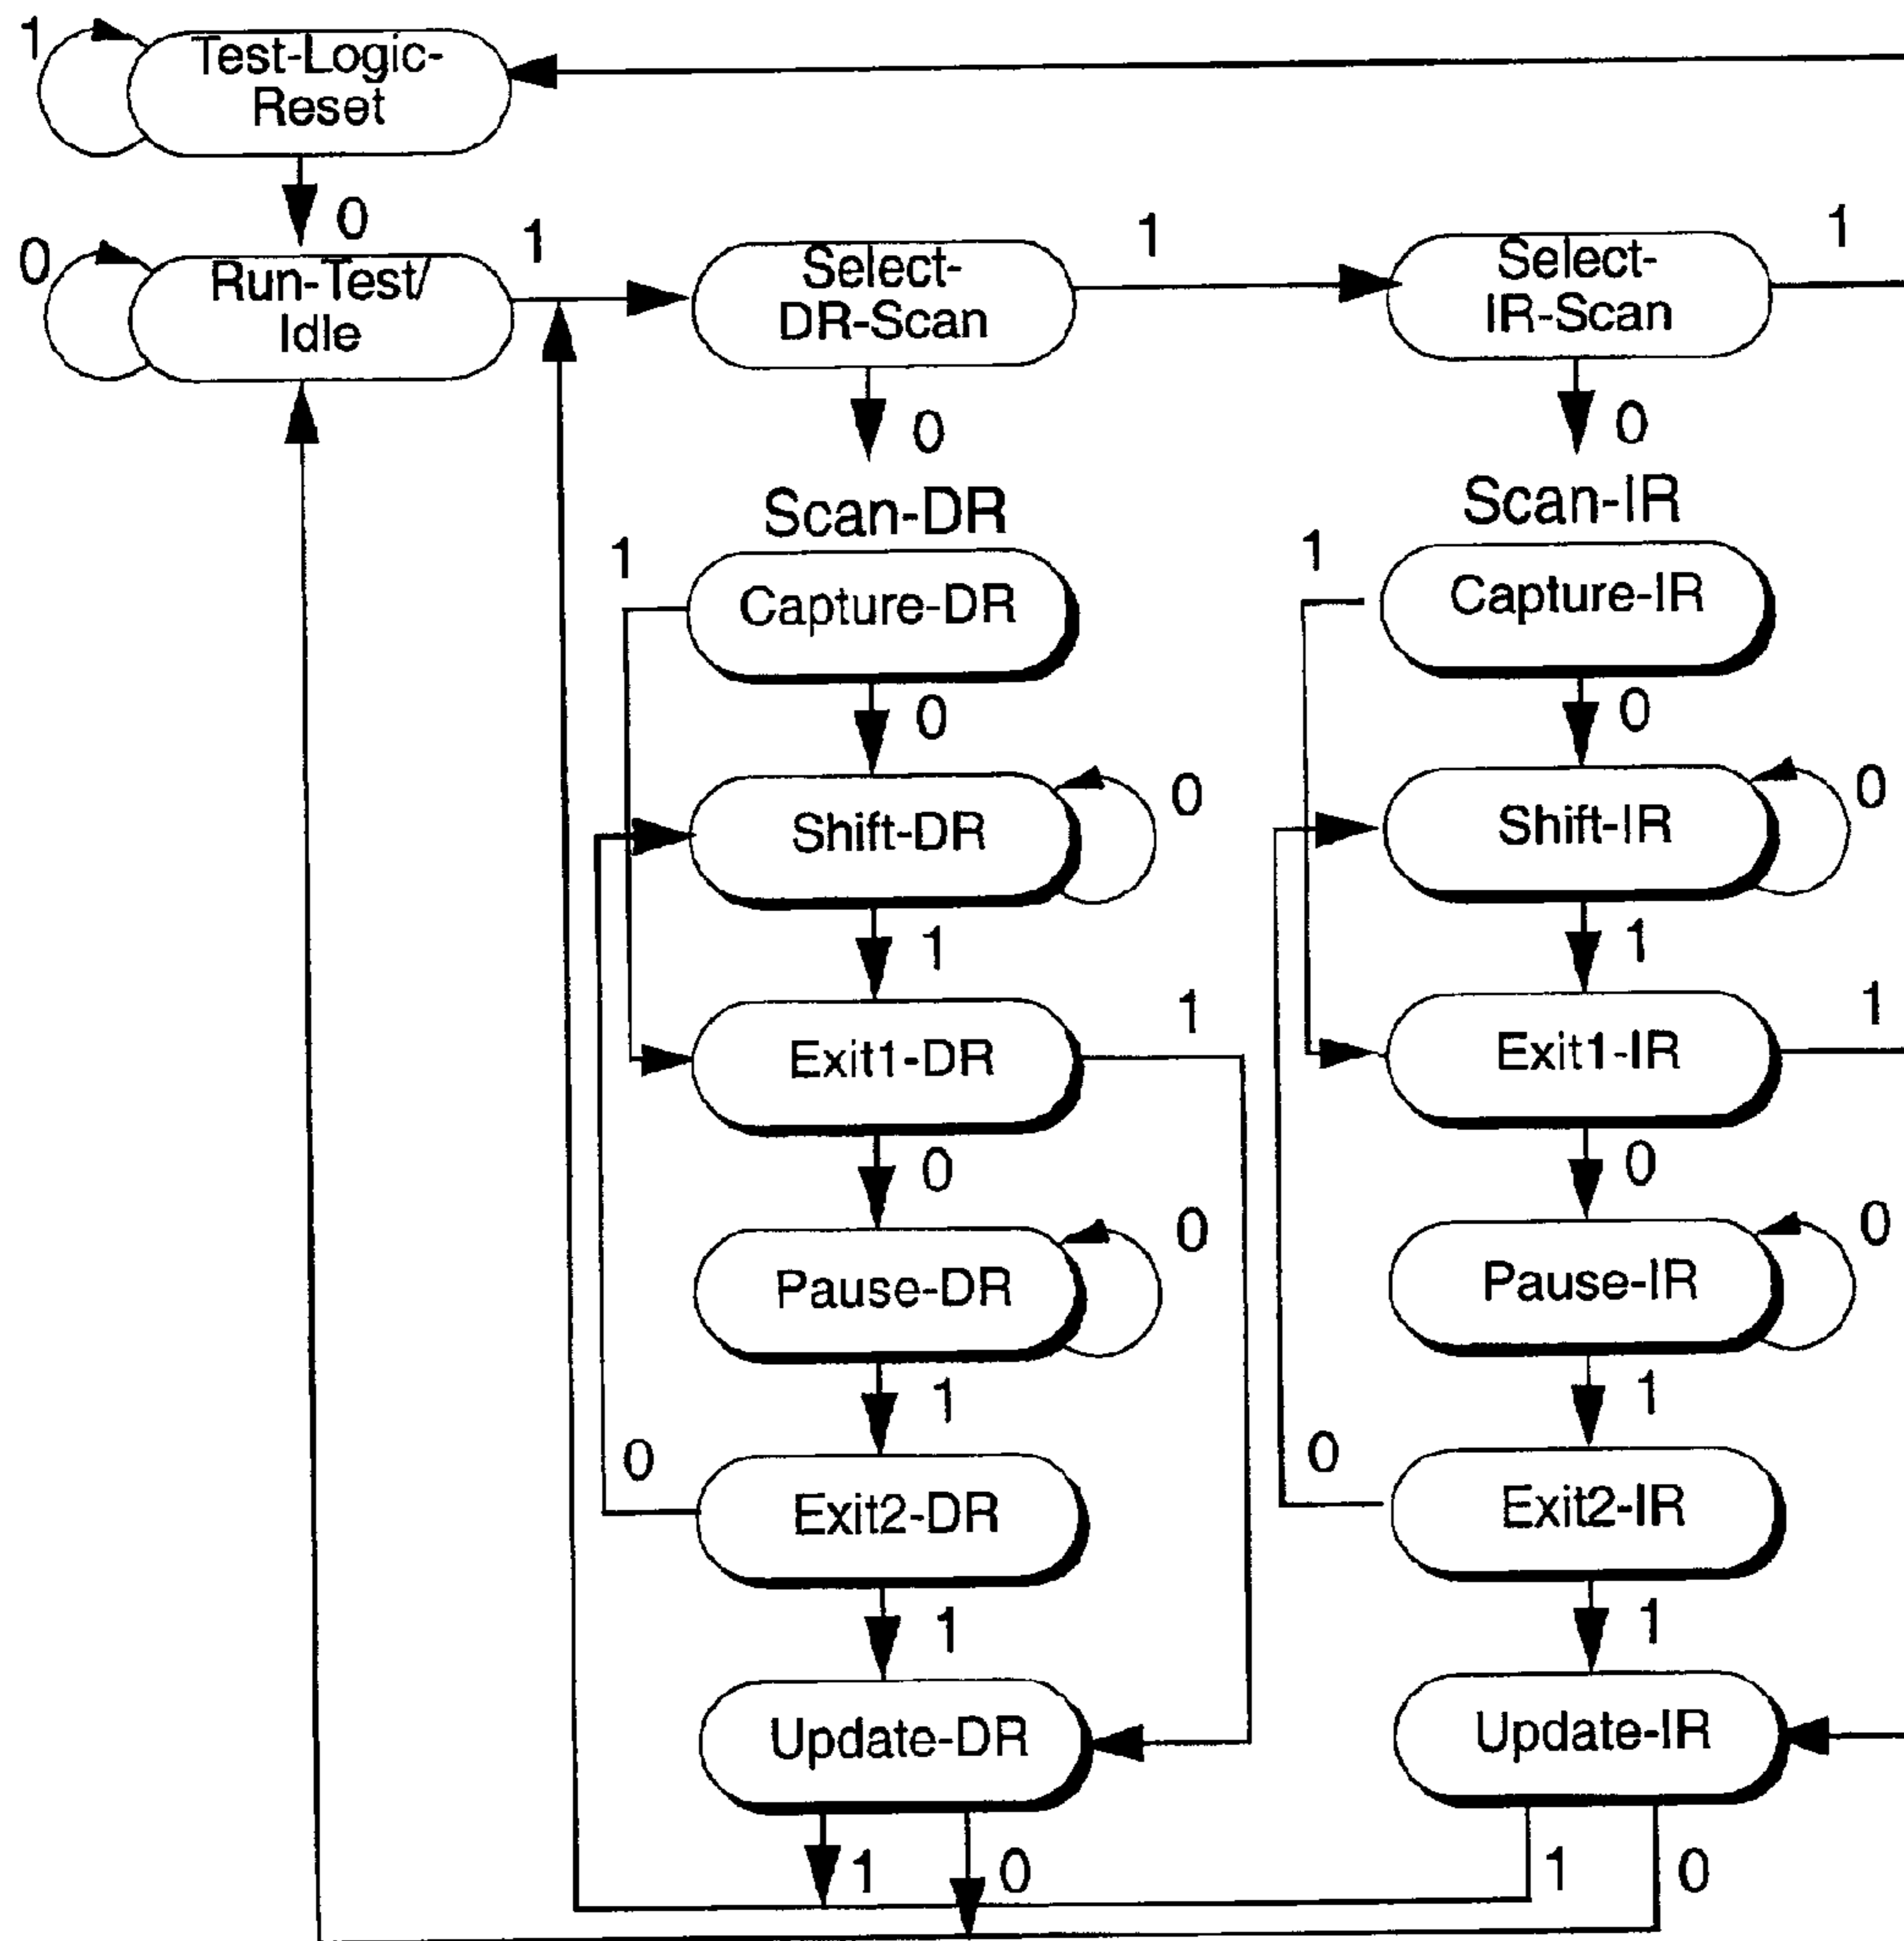 1
Test-Logic-
Reset
0
0
Run-Test/
Idle
1
Select-
DR-Scan
1
Select-
IR-Scan
1
0
0
Scan-DR
Scan-IR
1
Capture-DR
1
Capture-IR
0
0
Shift-DR
0
Shift-IR
0
1
1
Exit1-DR
1
Exit1-IR
1
0
0
Pause-DR
0
Pause-IR
0
1
1
0
Exit2-DR
0
Exit2-IR
1
1
Update-DR
Update-IR
1
0
1
0